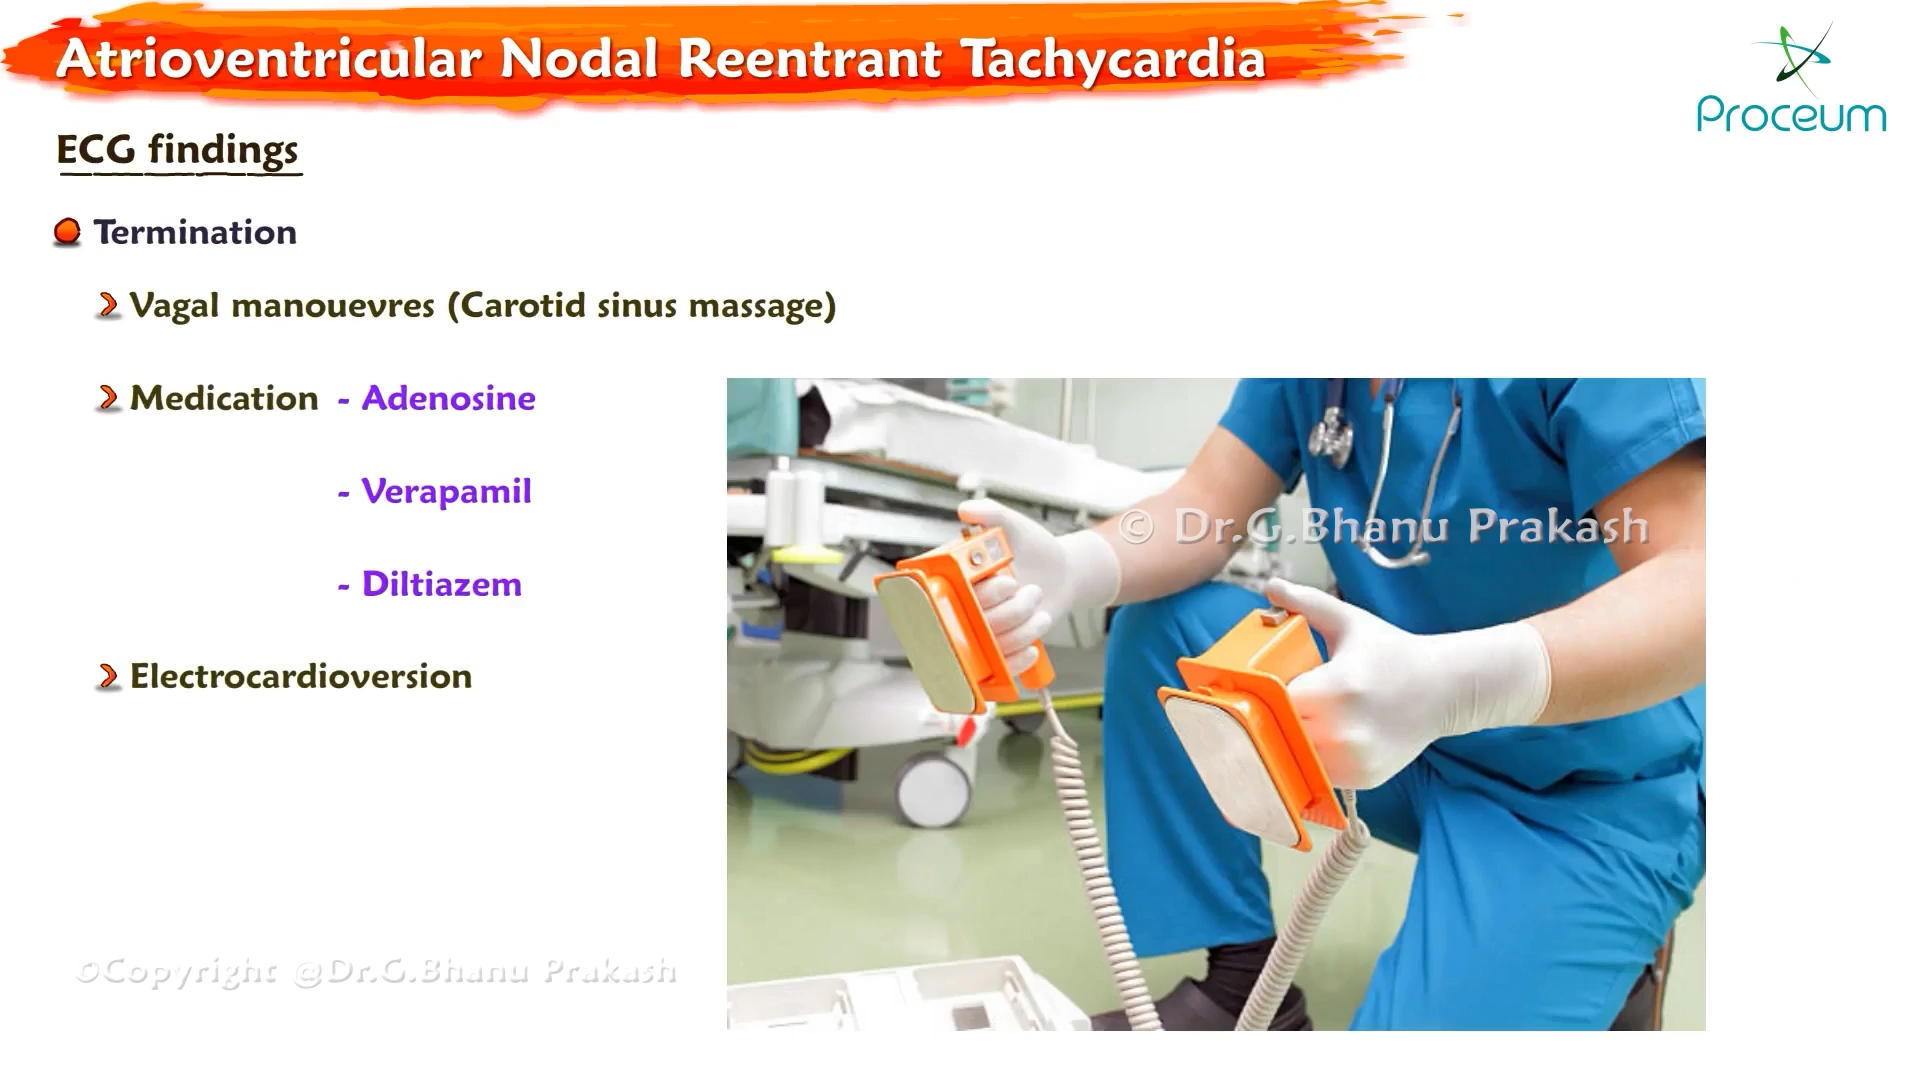 Atrioventricular Nodal Reentrant Tachycardia
Proceum
ECG findings
Termination
Vagal manouevres (Carotid sinus massage)
Medication - Adenosine
- Verapamil
- Diltiazem
Electrocardioversion
© Dr.G.Bhanu Prakash
©Copyright @Dr.G.Bhanu Prakash